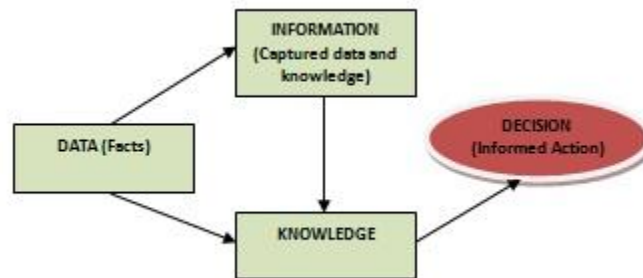 INFORMATION
(Captured data and
knowledge)
DATA (Facts)
DECISION
(Informed Action)
KNOWLEDGE